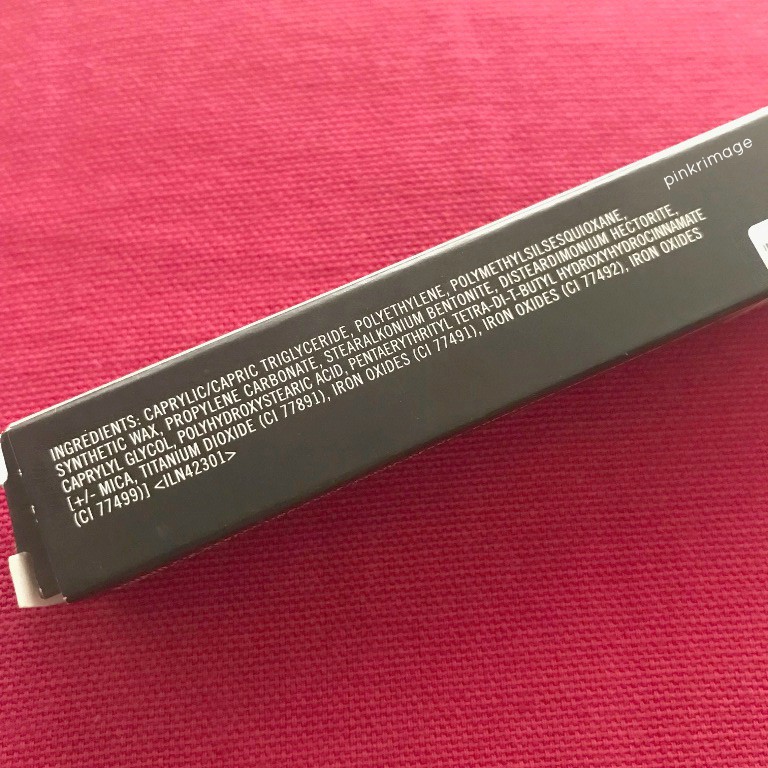 pinkrimage
INGREDIENTS: CAPRYLIC/CAPRIC TRIGLYCERIDE, POLYETHYLENE, POLYMETHYLSILSESQUIOXANE,
SYNTHETIC WAX, PROPYLENE CARBONATE, STEARALKONIUM BENTONITE, DISTEARDIMONIUM HECTORITE,
CAPRYLYL GLYCOL, POLYHYDROXYSTEARIC ACID, PENTAERYTHRITYL TETRA-DI-T-BUTYL HYDROXYHYDROCINNAMATE
[+/- MICA, TITANIUM DIOXIDE (CI 77891), IRON OXIDES (CI 77491), IRON OXIDES (CI 77492), IRON OXIDES
(CI 77499)] <ILN42301>